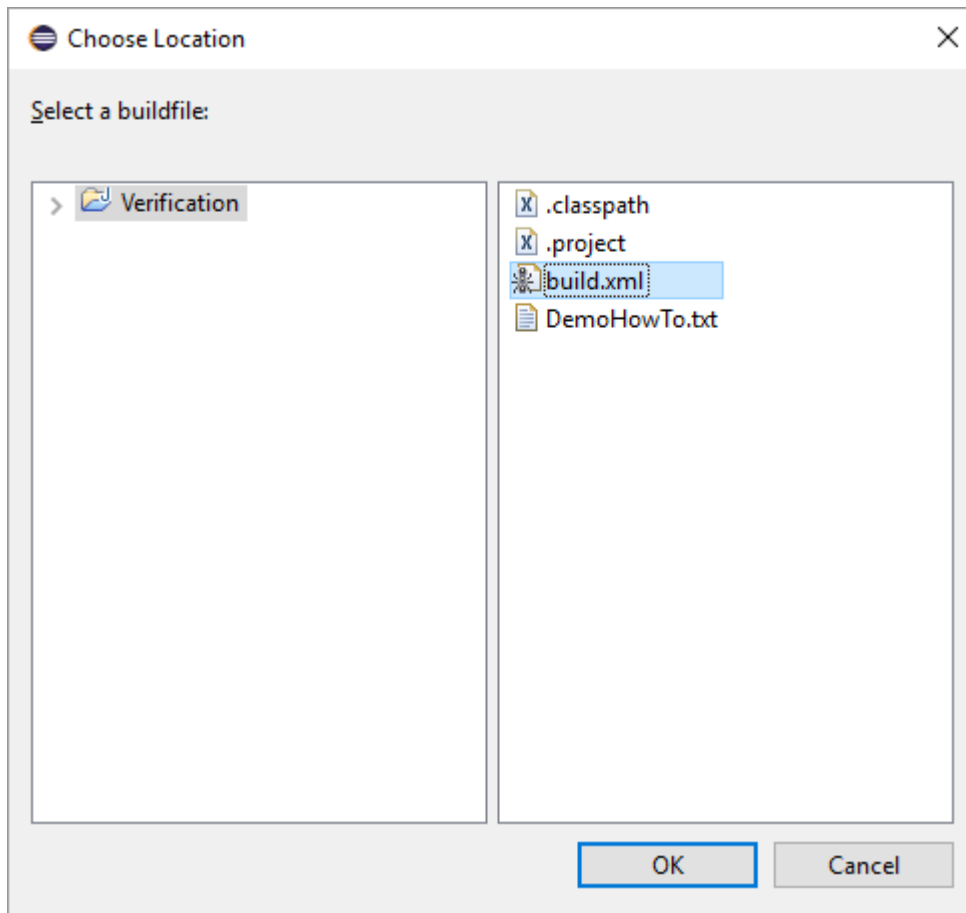 Choose Location
Select a buildfile:
Verification
.classpath
.project
build.xml
DemoHowTo.txt
OK
Cancel